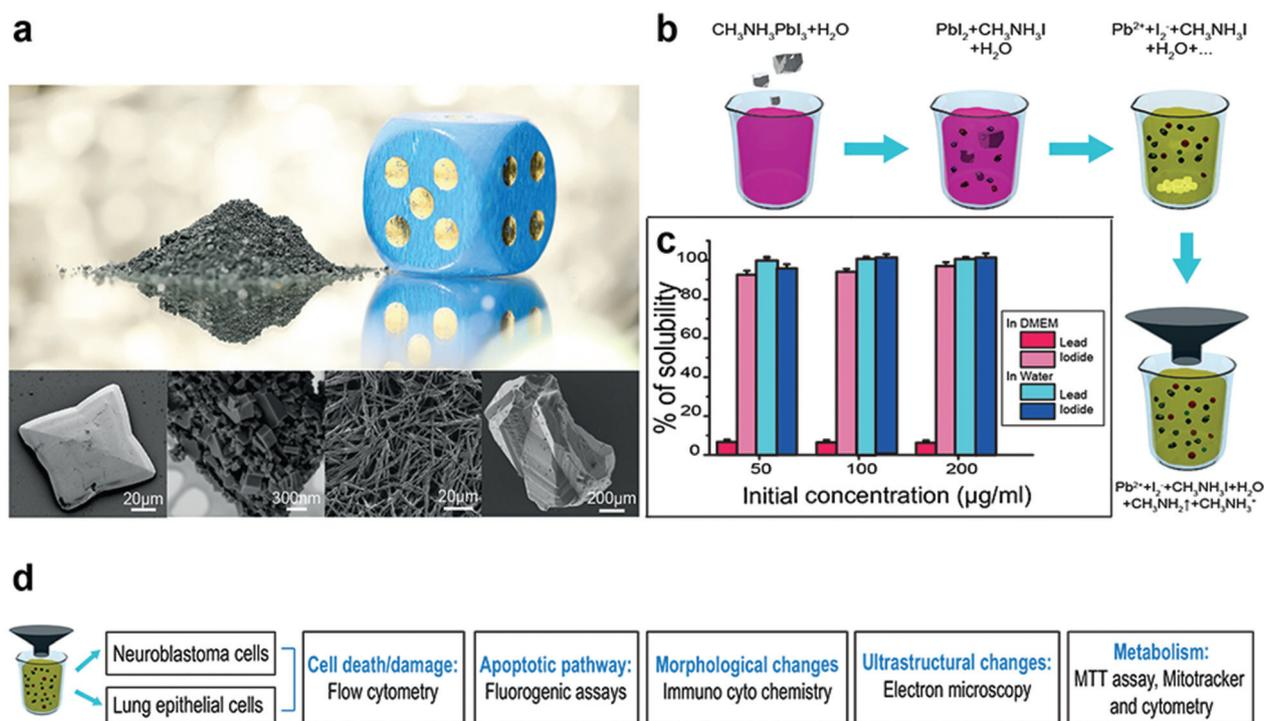 a
20µm
300nm
20µm
200µm
b
CH₃NH₃PbI₃+H₂O
PbI₂+CH₃NH₃I
+H₂O
Pb²⁺+I₂⁻+CH₃NH₃I
+H₂O+...
Pb²⁺+I₂⁻+CH₃NH₃I+H₂O
+CH₃NH₂↑+CH₃NH₃⁺
c
% of solubility
100
80
60
40
20
0
50
100
200
Initial concentration (µg/ml)
In DMEM
Lead
Iodide
In Water
Lead
Iodide
d
Neuroblastoma cells
Lung epithelial cells
Cell death/damage:
Flow cytometry
Apoptotic pathway:
Fluorogenic assays
Morphological changes
Immuno cyto chemistry
Ultrastructural changes:
Electron microscopy
Metabolism:
MTT assay, Mitotracker
and cytometry